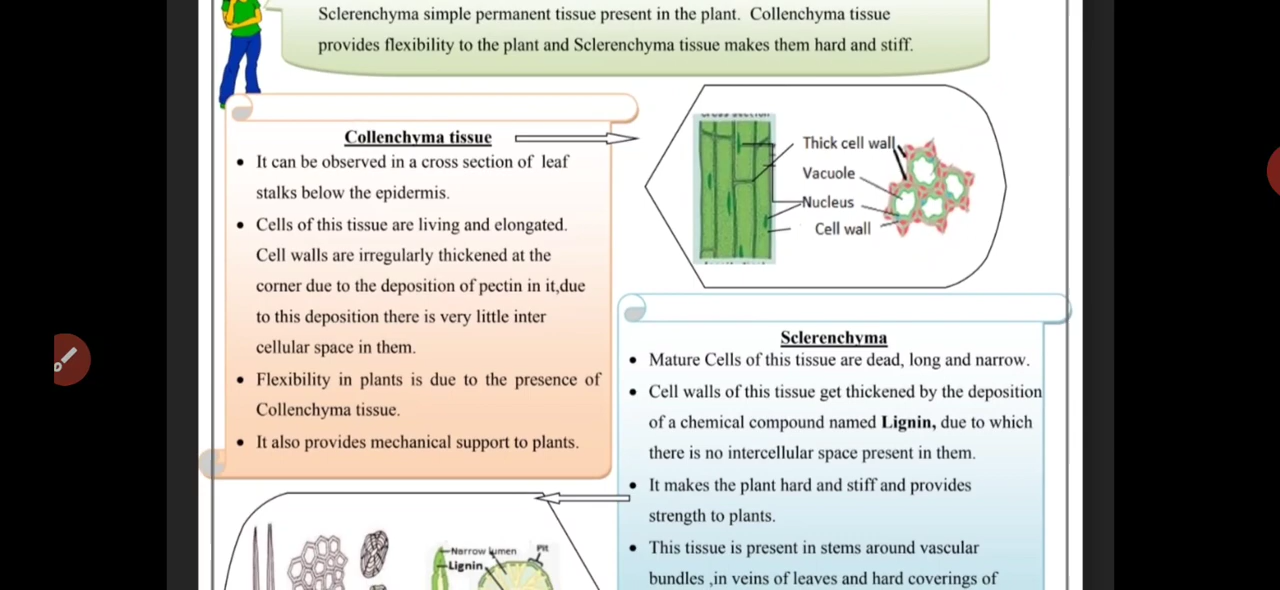 Sclerenchyma simple permanent tissue present in the plant. Collenchyma tissue
provides flexibility to the plant and Sclerenchyma tissue makes them hard and stiff.
Collenchyma tissue
• It can be observed in a cross section of leaf
stalks below the epidermis.
• Cells of this tissue are living and elongated.
Cell walls are irregularly thickened at the
corner due to the deposition of pectin in it,due
to this deposition there is very little inter
cellular space in them.
• Flexibility in plants is due to the presence of
Collenchyma tissue.
• It also provides mechanical support to plants.
Thick cell wall
Vacuole
Nucleus
Cell wall
Sclerenchyma
• Mature Cells of this tissue are dead, long and narrow.
• Cell walls of this tissue get thickened by the deposition
of a chemical compound named Lignin, due to which
there is no intercellular space present in them.
• It makes the plant hard and stiff and provides
strength to plants.
• This tissue is present in stems around vascular
bundles ,in veins of leaves and hard coverings of
Narrow lumen
Pit
Lignin